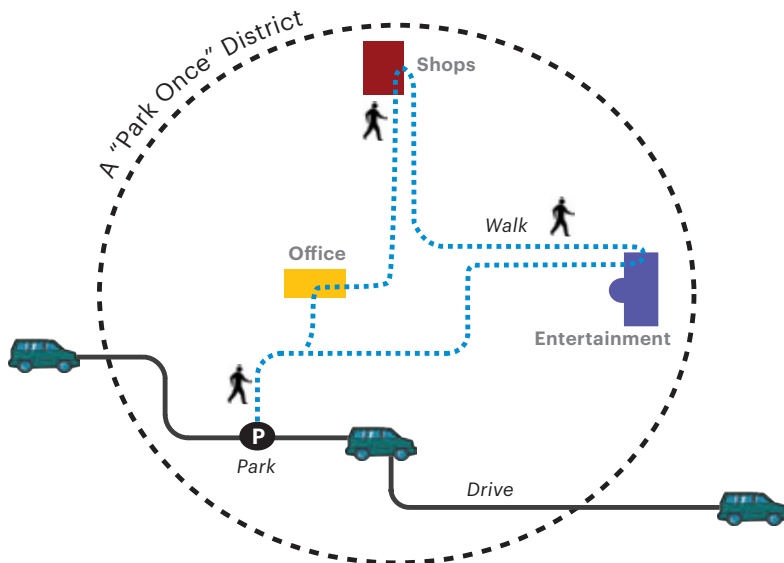 A "Park Once" District
Shops
Walk
Office
Entertainment
P
Park
Drive